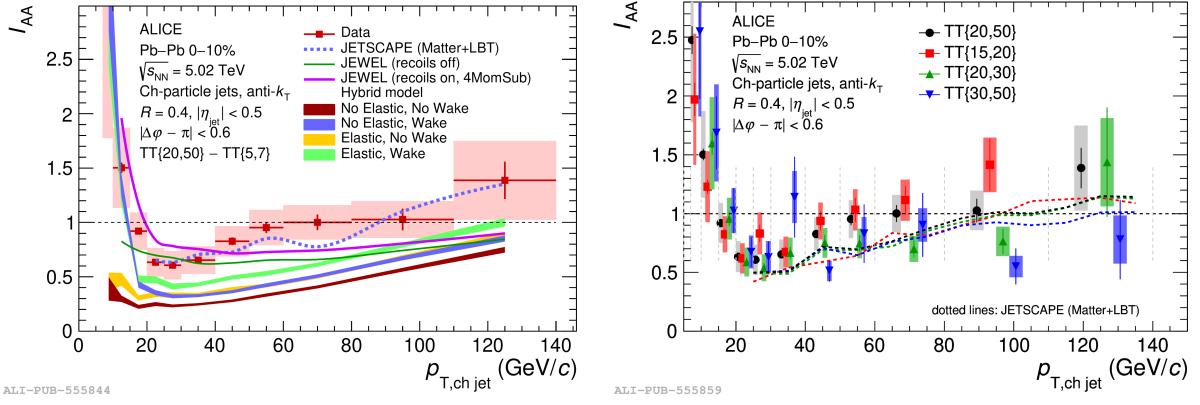 I_AA
ALICE
Pb–Pb 0–10%
√s_NN = 5.02 TeV
Ch-particle jets, anti-k_T
R = 0.4, |η_jet| < 0.5
|Δφ − π| < 0.6
TT{20,50} − TT{5,7}
Data
JETSCAPE (Matter+LBT)
JEWEL (recoils off)
JEWEL (recoils on, 4MomSub)
Hybrid model
No Elastic, No Wake
No Elastic, Wake
Elastic, No Wake
Elastic, Wake
2.5
2
1.5
1
0.5
0
0 20 40 60 80 100 120 140
p_T,ch jet (GeV/c)
ALI-PUB-555844
I_AA
ALICE
Pb–Pb 0–10%
√s_NN = 5.02 TeV
Ch-particle jets, anti-k_T
R = 0.4, |η_jet| < 0.5
|Δφ − π| < 0.6
TT{20,50}
TT{15,20}
TT{20,30}
TT{30,50}
dotted lines: JETSCAPE (Matter+LBT)
2.5
2
1.5
1
0.5
0
20 40 60 80 100 120 140
p_T,ch jet (GeV/c)
ALI-PUB-555859